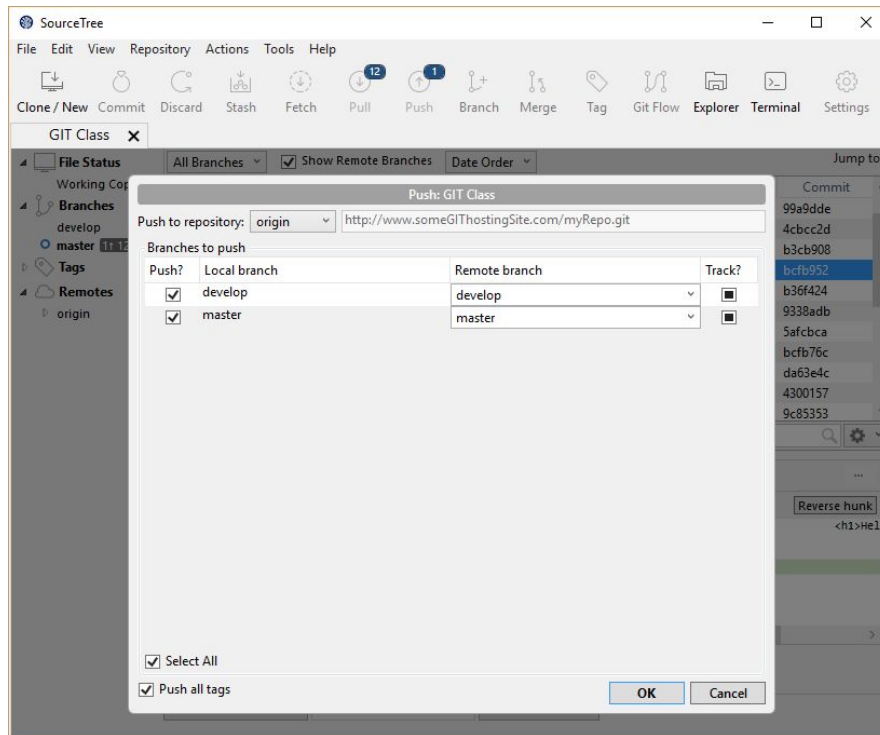 SourceTree
File Edit View Repository Actions Tools Help
12 1
Clone / New Commit Discard Stash Fetch Pull Push Branch Merge Tag Git Flow Explorer Terminal Settings
GIT Class
File Status All Branches Show Remote Branches Date Order Jump to
Working Cop
Branches
develop
master 1↑ 12
Tags
Remotes
origin
Push: GIT Class
Push to repository: origin http://www.someGIThostingSite.com/myRepo.git
Branches to push
Push? Local branch Remote branch Track?
develop develop
master master
Select All
Push all tags
OK Cancel
Commit
99a9dde
4cbcc2d
b3cb908
bcfb952
b36f424
9338adb
5afcbca
bcfb76c
da63e4c
4300157
9c85353
...
Reverse hunk
<h1>Hel